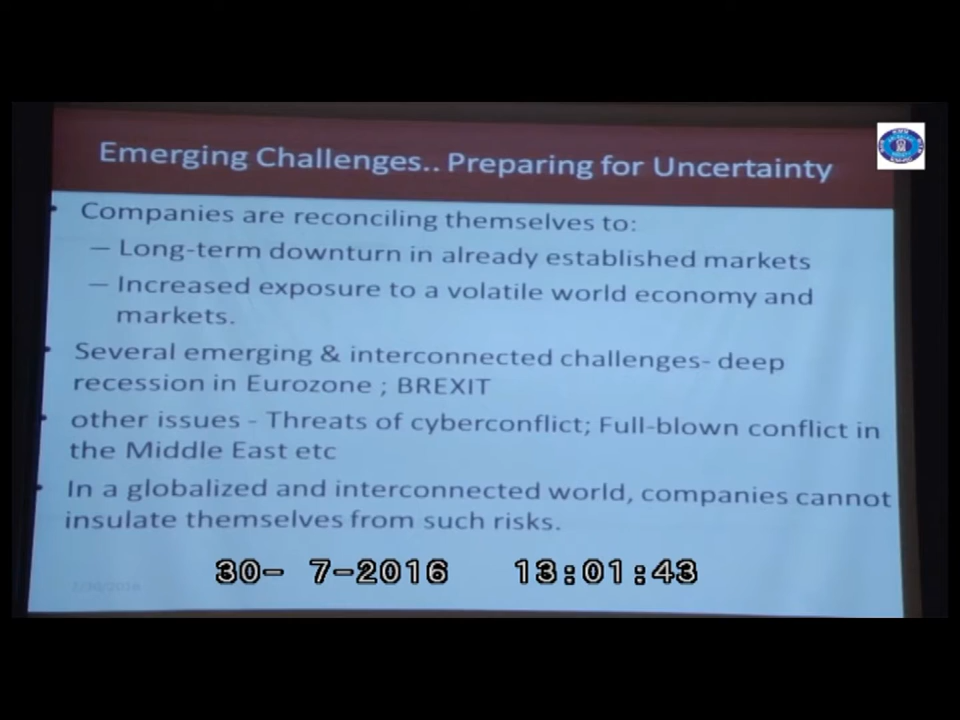 Emerging Challenges.. Preparing for Uncertainty
• Companies are reconciling themselves to:
– Long-term downturn in already established markets
– Increased exposure to a volatile world economy and
markets.
• Several emerging & interconnected challenges- deep
recession in Eurozone ; BREXIT
• other issues - Threats of cyberconflict; Full-blown conflict in
the Middle East etc
• In a globalized and interconnected world, companies cannot
insulate themselves from such risks.
30- 7-2016 13:01:43